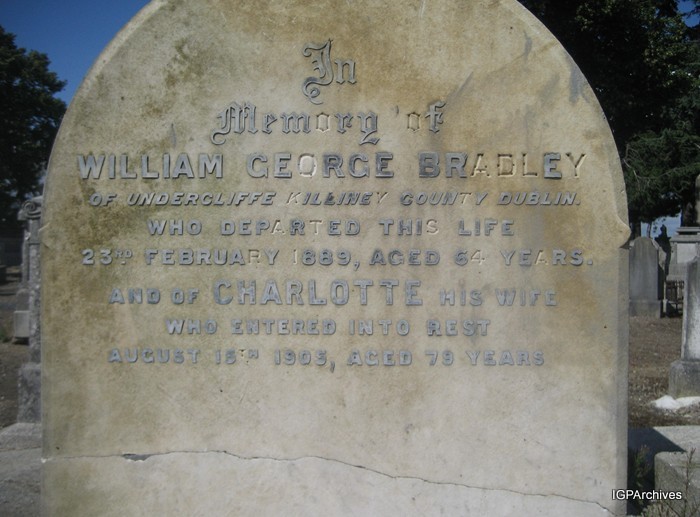 In
Memory of
WILLIAM GEORGE BRADLEY
OF UNDERCLIFFE KILLINEY COUNTY DUBLIN.
WHO DEPARTED THIS LIFE
23RD FEBRUARY 1889, AGED 64 YEARS.
AND OF CHARLOTTE HIS WIFE
WHO ENTERED INTO REST
AUGUST 15TH 1905, AGED 79 YEARS
IGPArchives